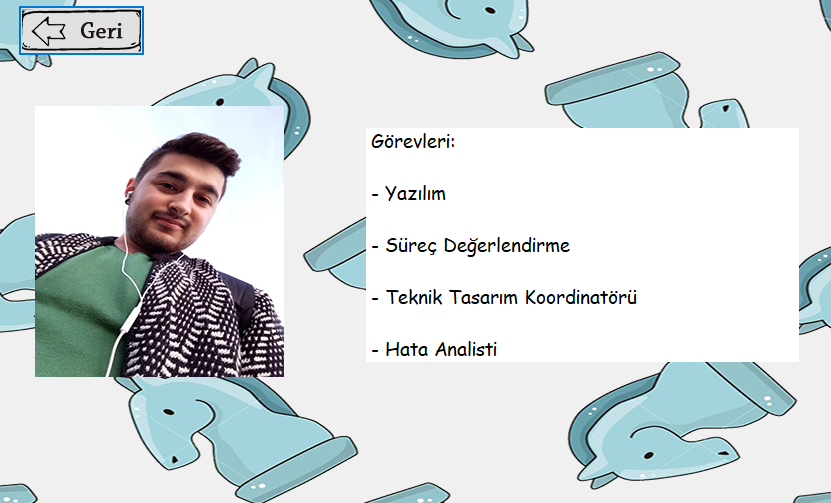 Geri
Görevleri:
- Yazılım
- Süreç Değerlendirme
- Teknik Tasarım Koordinatörü
- Hata Analisti